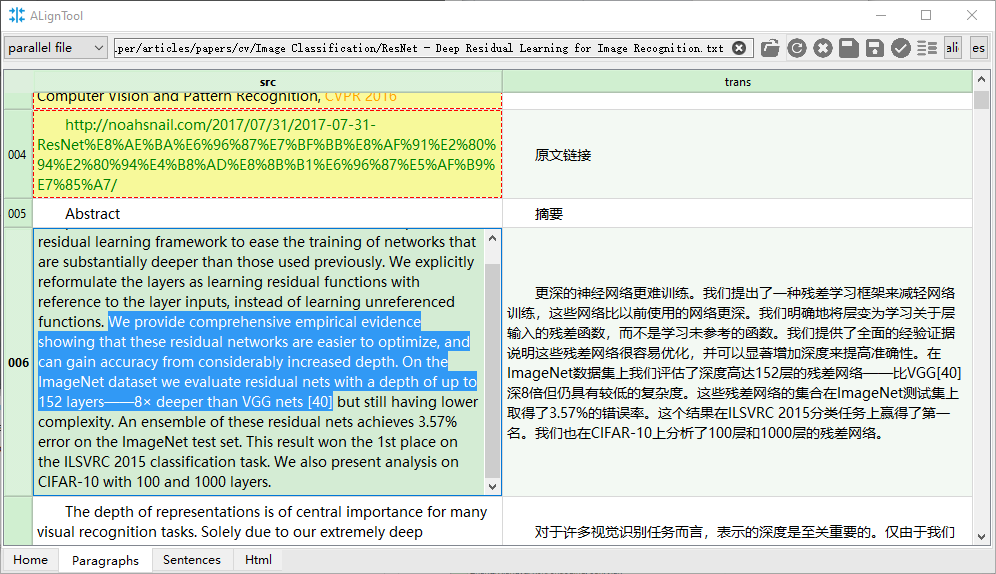 ALignTool
parallel file
.per/articles/papers/cv/Image Classification/ResNet - Deep Residual Learning for Image Recognition.txt
ali
es
src
trans
Computer Vision and Pattern Recognition, CVPR 2016
004
http://noahsnail.com/2017/07/31/2017-07-31-
ResNet%E8%AE%BA%E6%96%87%E7%BF%BB%E8%AF%91%E2%80%
94%E2%80%94%E4%B8%AD%E8%8B%B1%E6%96%87%E5%AF%B9%
E7%85%A7/
原文链接
005
Abstract
摘要
006
residual learning framework to ease the training of networks that
are substantially deeper than those used previously. We explicitly
reformulate the layers as learning residual functions with
reference to the layer inputs, instead of learning unreferenced
functions. We provide comprehensive empirical evidence
showing that these residual networks are easier to optimize, and
can gain accuracy from considerably increased depth. On the
ImageNet dataset we evaluate residual nets with a depth of up to
152 layers——8× deeper than VGG nets [40] but still having lower
complexity. An ensemble of these residual nets achieves 3.57%
error on the ImageNet test set. This result won the 1st place on
the ILSVRC 2015 classification task. We also present analysis on
CIFAR-10 with 100 and 1000 layers.
更深的神经网络更难训练。我们提出了一种残差学习框架来减轻网络
训练，这些网络比以前使用的网络更深。我们明确地将层变为学习关于层
输入的残差函数，而不是学习未参考的函数。我们提供了全面的经验证据
说明这些残差网络很容易优化，并可以显著增加深度来提高准确性。在
ImageNet数据集上我们评估了深度高达152层的残差网络——比VGG[40]
深8倍但仍具有较低的复杂度。这些残差网络的集合在ImageNet测试集上
取得了3.57%的错误率。这个结果在ILSVRC 2015分类任务上赢得了第一
名。我们也在CIFAR-10上分析了100层和1000层的残差网络。
The depth of representations is of central importance for many
visual recognition tasks. Solely due to our extremely deep
对于许多视觉识别任务而言，表示的深度是至关重要的。仅由于我们
Home
Paragraphs
Sentences
Html